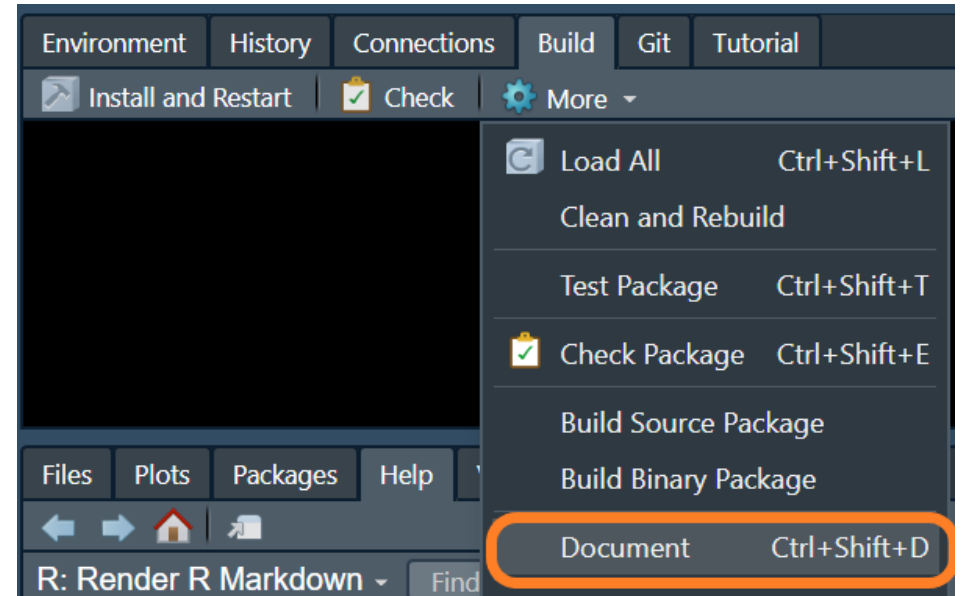 Environment History Connections Build Git Tutorial
Install and Restart Check More
Load All Ctrl+Shift+L
Clean and Rebuild
Test Package Ctrl+Shift+T
Check Package Ctrl+Shift+E
Build Source Package
Files Plots Packages Help
Build Binary Package
Document Ctrl+Shift+D
R: Render R Markdown Find